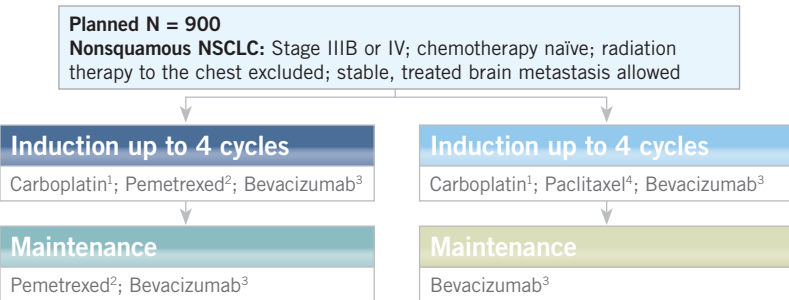 Planned N = 900
Nonsquamous NSCLC: Stage IIIB or IV; chemotherapy naïve; radiation
therapy to the chest excluded; stable, treated brain metastasis allowed
Induction up to 4 cycles
Carboplatin¹; Pemetrexed²; Bevacizumab³
Maintenance
Pemetrexed²; Bevacizumab³
Induction up to 4 cycles
Carboplatin¹; Paclitaxel⁴; Bevacizumab³
Maintenance
Bevacizumab³